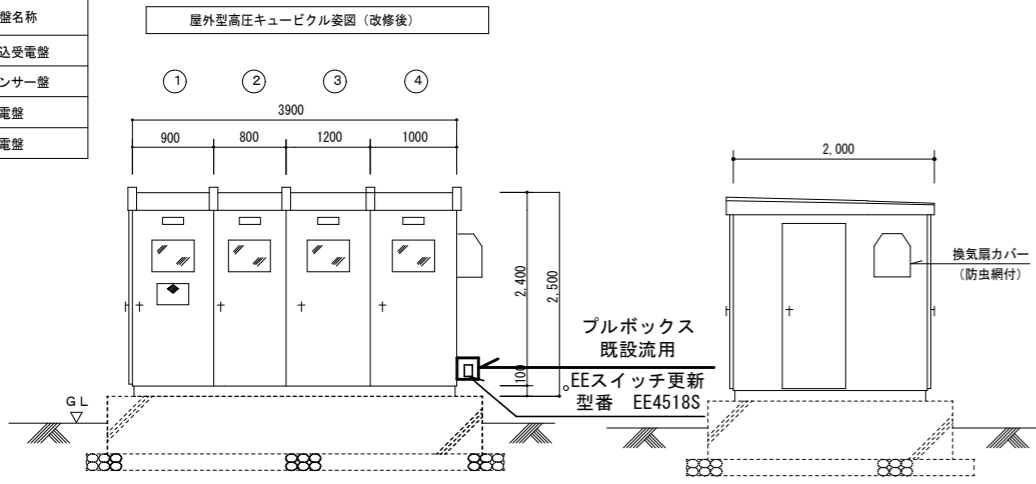 盤名称
込受電盤
ンサー盤
電盤
電盤
屋外型高圧キュービクル姿図（改修後）
1 2 3 4
3900
900 800 1200 1000
2,400
2,500
100
プルボックス
既設流用
EEスイッチ更新
型番 EE4518S
GL
2,000
換気扇カバー
（防虫網付）